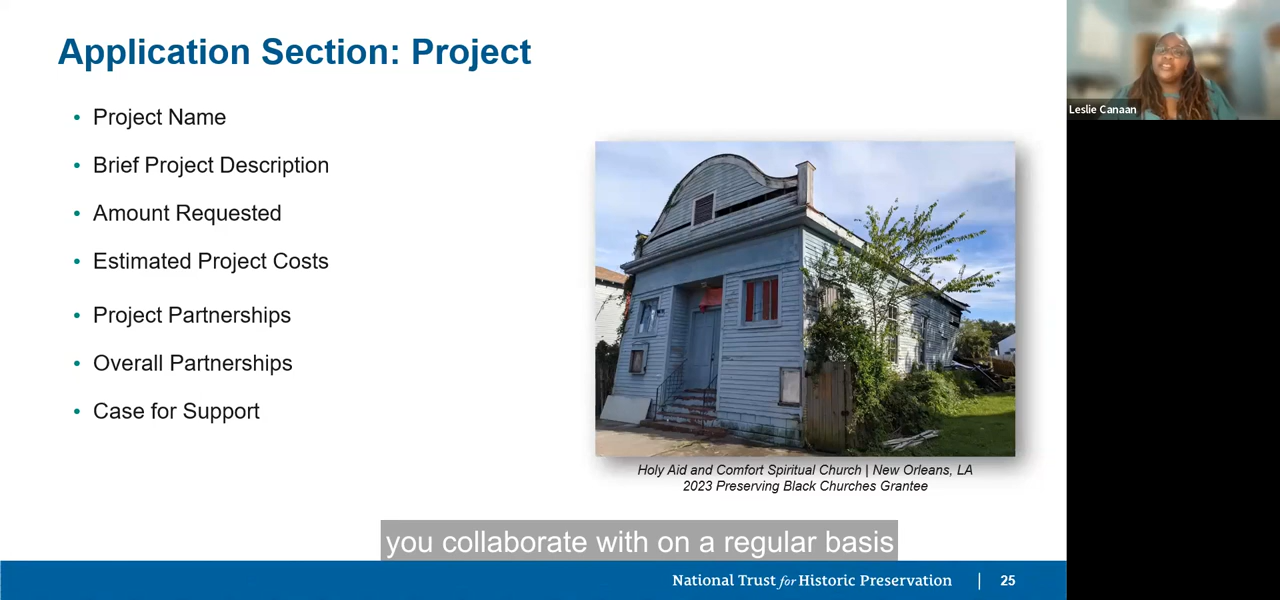 Application Section: Project
• Project Name
• Brief Project Description
• Amount Requested
• Estimated Project Costs
• Project Partnerships
• Overall Partnerships
• Case for Support
Leslie Canaan
Holy Aid and Comfort Spiritual Church | New Orleans, LA
2023 Preserving Black Churches Grantee
you collaborate with on a regular basis
National Trust for Historic Preservation | 25